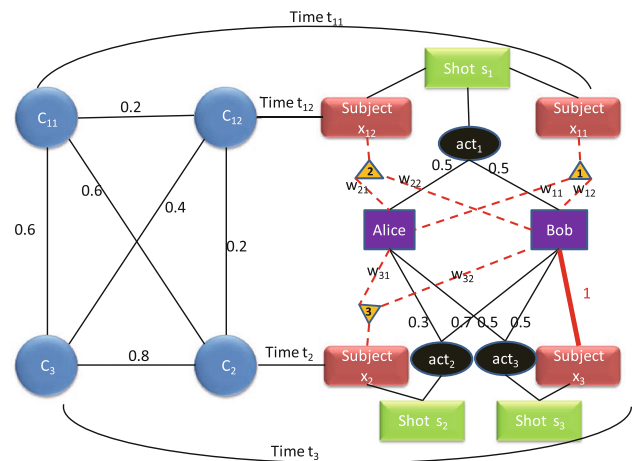 Time t11
Shot s1
C11
0.2
C12
Time t12
Subject x12
Subject x11
act1
0.5
0.5
2
1
w21
w22
w11
w12
0.6
0.6
0.4
0.2
Alice
Bob
w31
w32
3
1
0.3
0.7
0.5
0.5
C3
0.8
C2
Time t2
Subject x2
act2
act3
Subject x3
Shot s2
Shot s3
Time t3